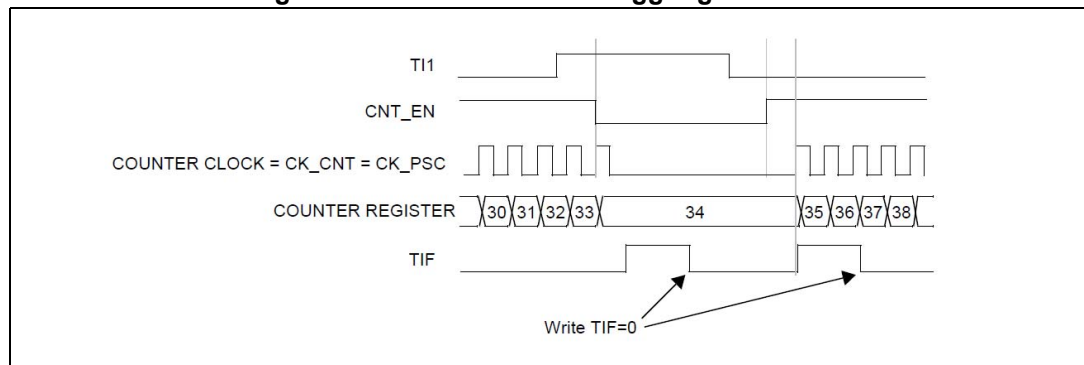 TI1
CNT_EN
COUNTER CLOCK = CK_CNT = CK_PSC
COUNTER REGISTER 30 31 32 33 34 35 36 37 38
TIF
Write TIF=0